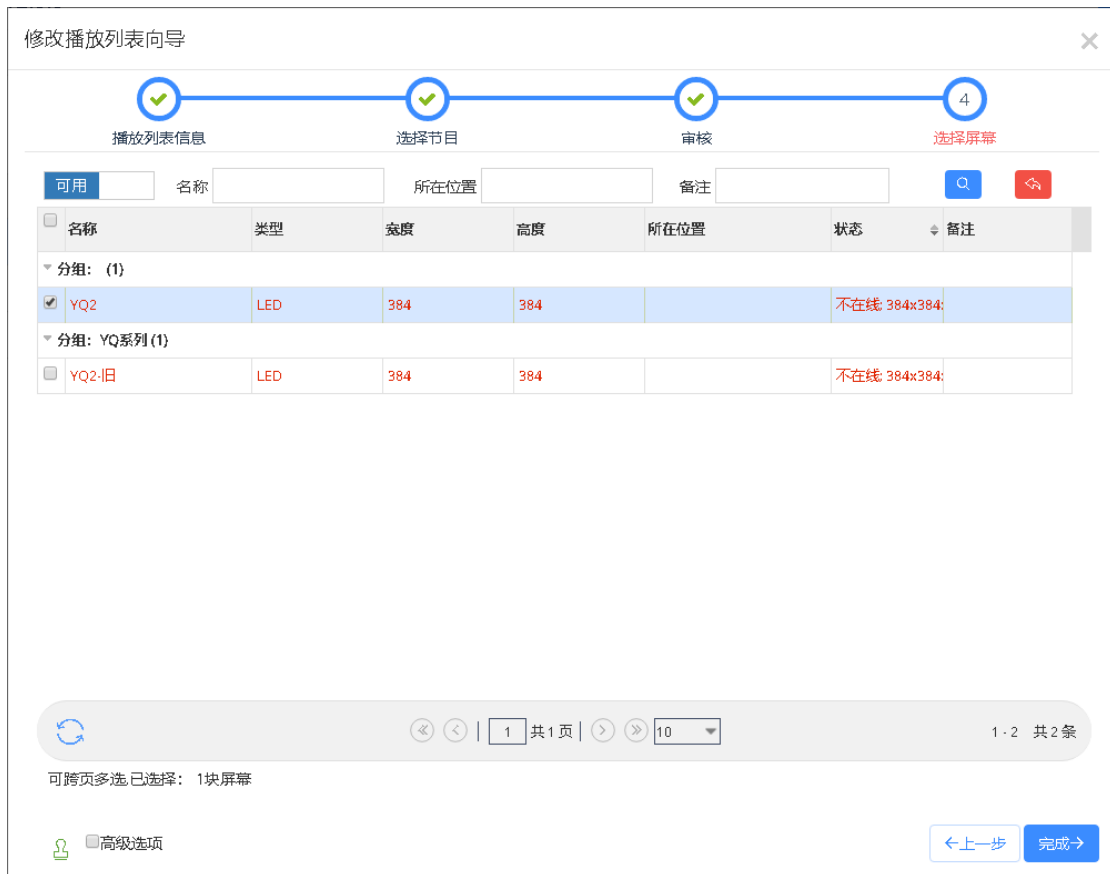 修改播放列表向导
4
播放列表信息 选择节目 审核 选择屏幕
可用 名称 所在位置 备注
名称 类型 宽度 高度 所在位置 状态 备注
分组: (1)
YQ2 LED 384 384 不在线; 384x384;
分组: YQ系列 (1)
YQ2-旧 LED 384 384 不在线; 384x384;
1 共1页 10 1 - 2 共2条
可跨页多选,已选择: 1块屏幕
高级选项 上一步 完成